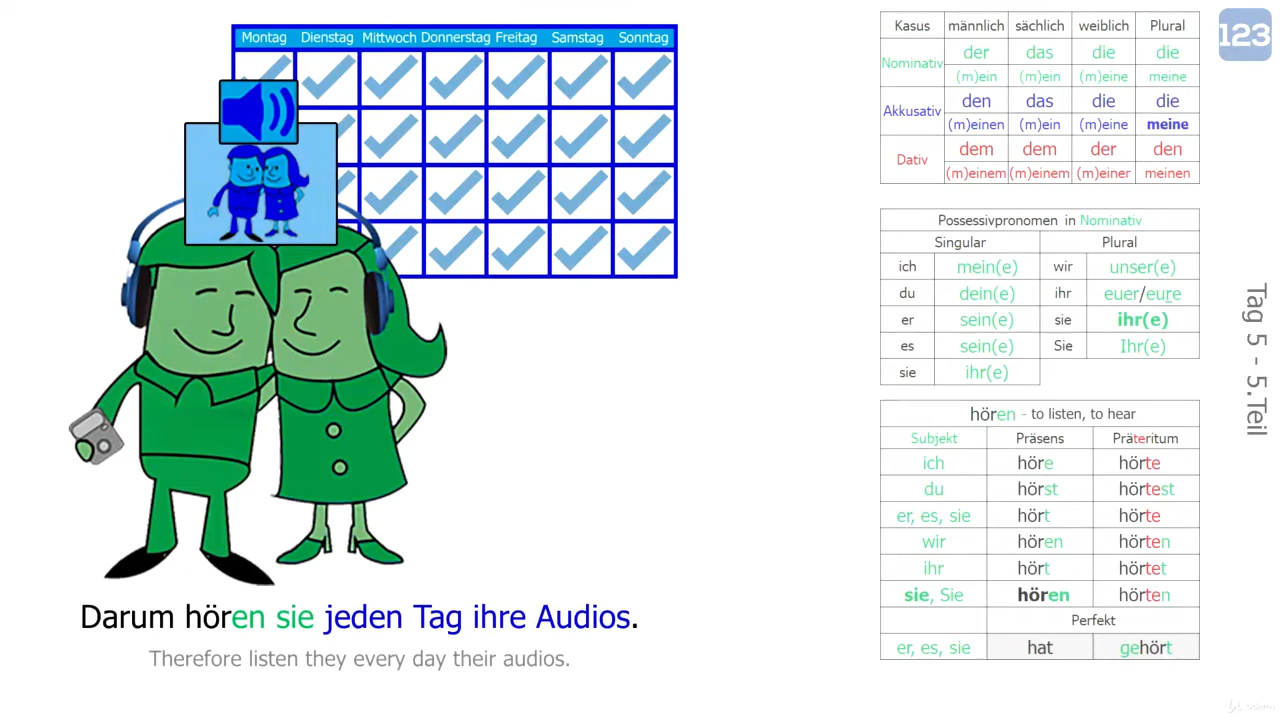 Montag Dienstag Mittwoch Donnerstag Freitag Samstag Sonntag
Darum hören sie jeden Tag ihre Audios.
Therefore listen they every day their audios.
Kasus männlich sächlich weiblich Plural
Nominativ der das die die
(m)ein (m)ein (m)eine meine
Akkusativ den das die die
(m)einen (m)ein (m)eine meine
Dativ dem dem der den
(m)einem (m)einem (m)einer meinen
Possessivpronomen in Nominativ
Singular Plural
ich mein(e) wir unser(e)
du dein(e) ihr euer/eure
er sein(e) sie ihr(e)
es sein(e) Sie Ihr(e)
sie ihr(e)
hören - to listen, to hear
Subjekt Präsens Präteritum
ich höre hörte
du hörst hörtest
er, es, sie hört hörte
wir hören hörten
ihr hört hörtet
sie, Sie hören hörten
Perfekt
er, es, sie hat gehört
123
Tag 5 - 5.Teil
udemy